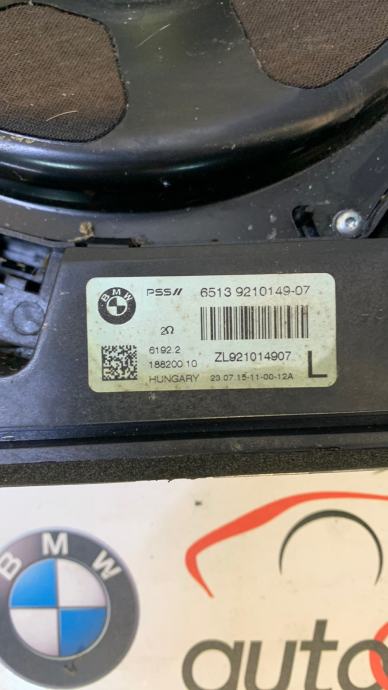 BMW PSS// 6513 9210149-07
2Ω
6192.2 ZL921014907
188200 10
HUNGARY 23.07.15-11-00-12A L
BMW
auto